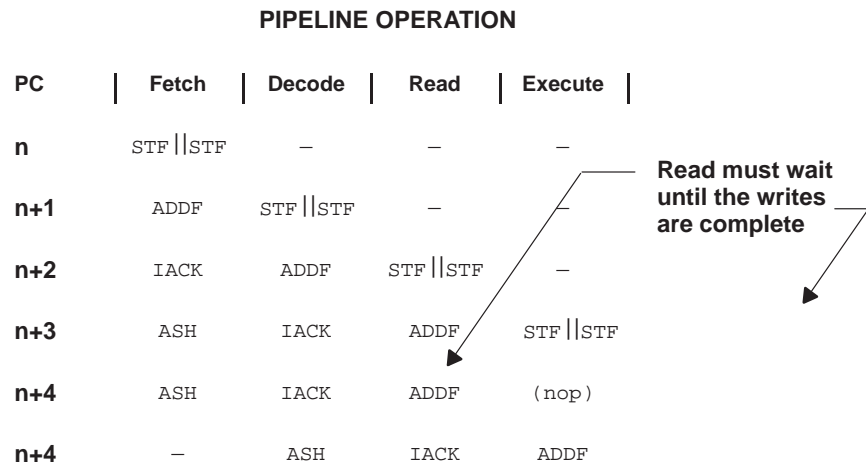 PIPELINE OPERATION
PC | Fetch | Decode | Read | Execute |
n STF||STF – – –
n+1 ADDF STF||STF – –
n+2 IACK ADDF STF||STF –
n+3 ASH IACK ADDF STF||STF
n+4 ASH IACK ADDF (nop)
n+4 – ASH IACK ADDF
Read must wait
until the writes
are complete